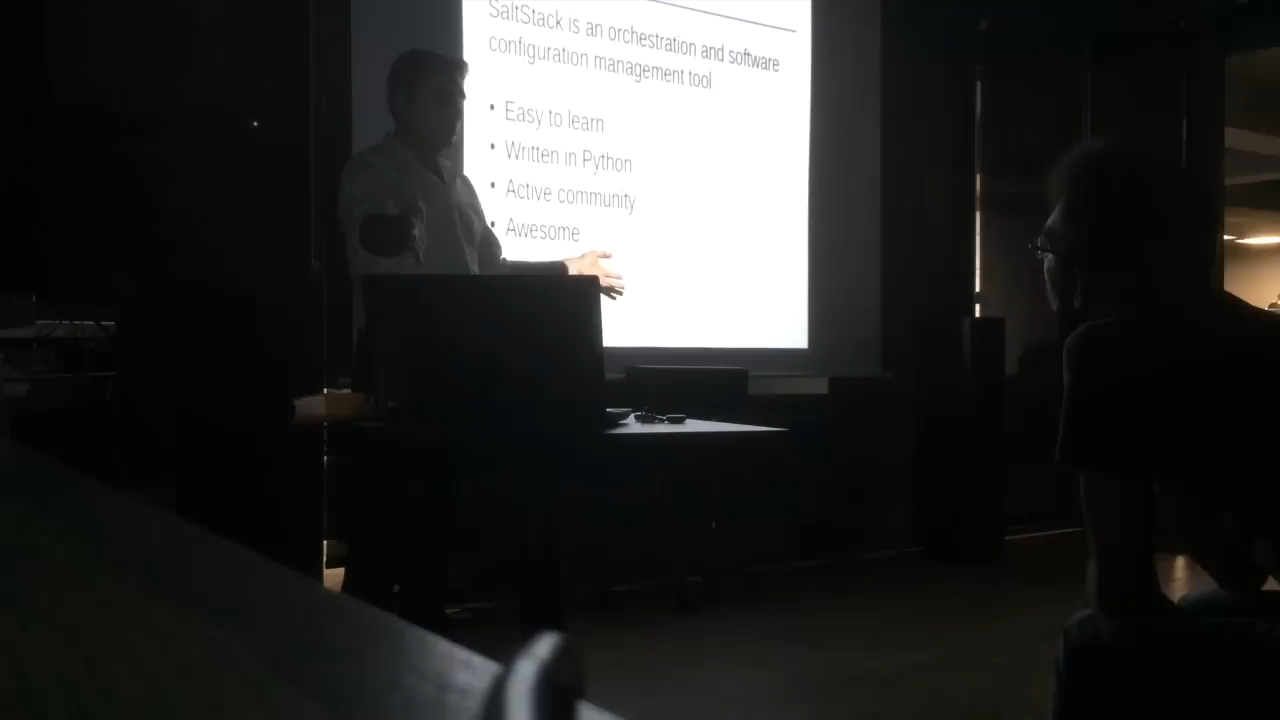 SaltStack is an orchestration and software
configuration management tool
• Easy to learn
• Written in Python
• Active community
• Awesome